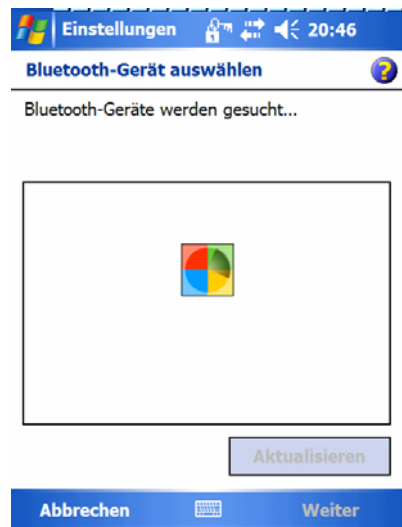 Einstellungen 20:46
Bluetooth-Gerät auswählen
Bluetooth-Geräte werden gesucht...
Aktualisieren
Abbrechen Weiter